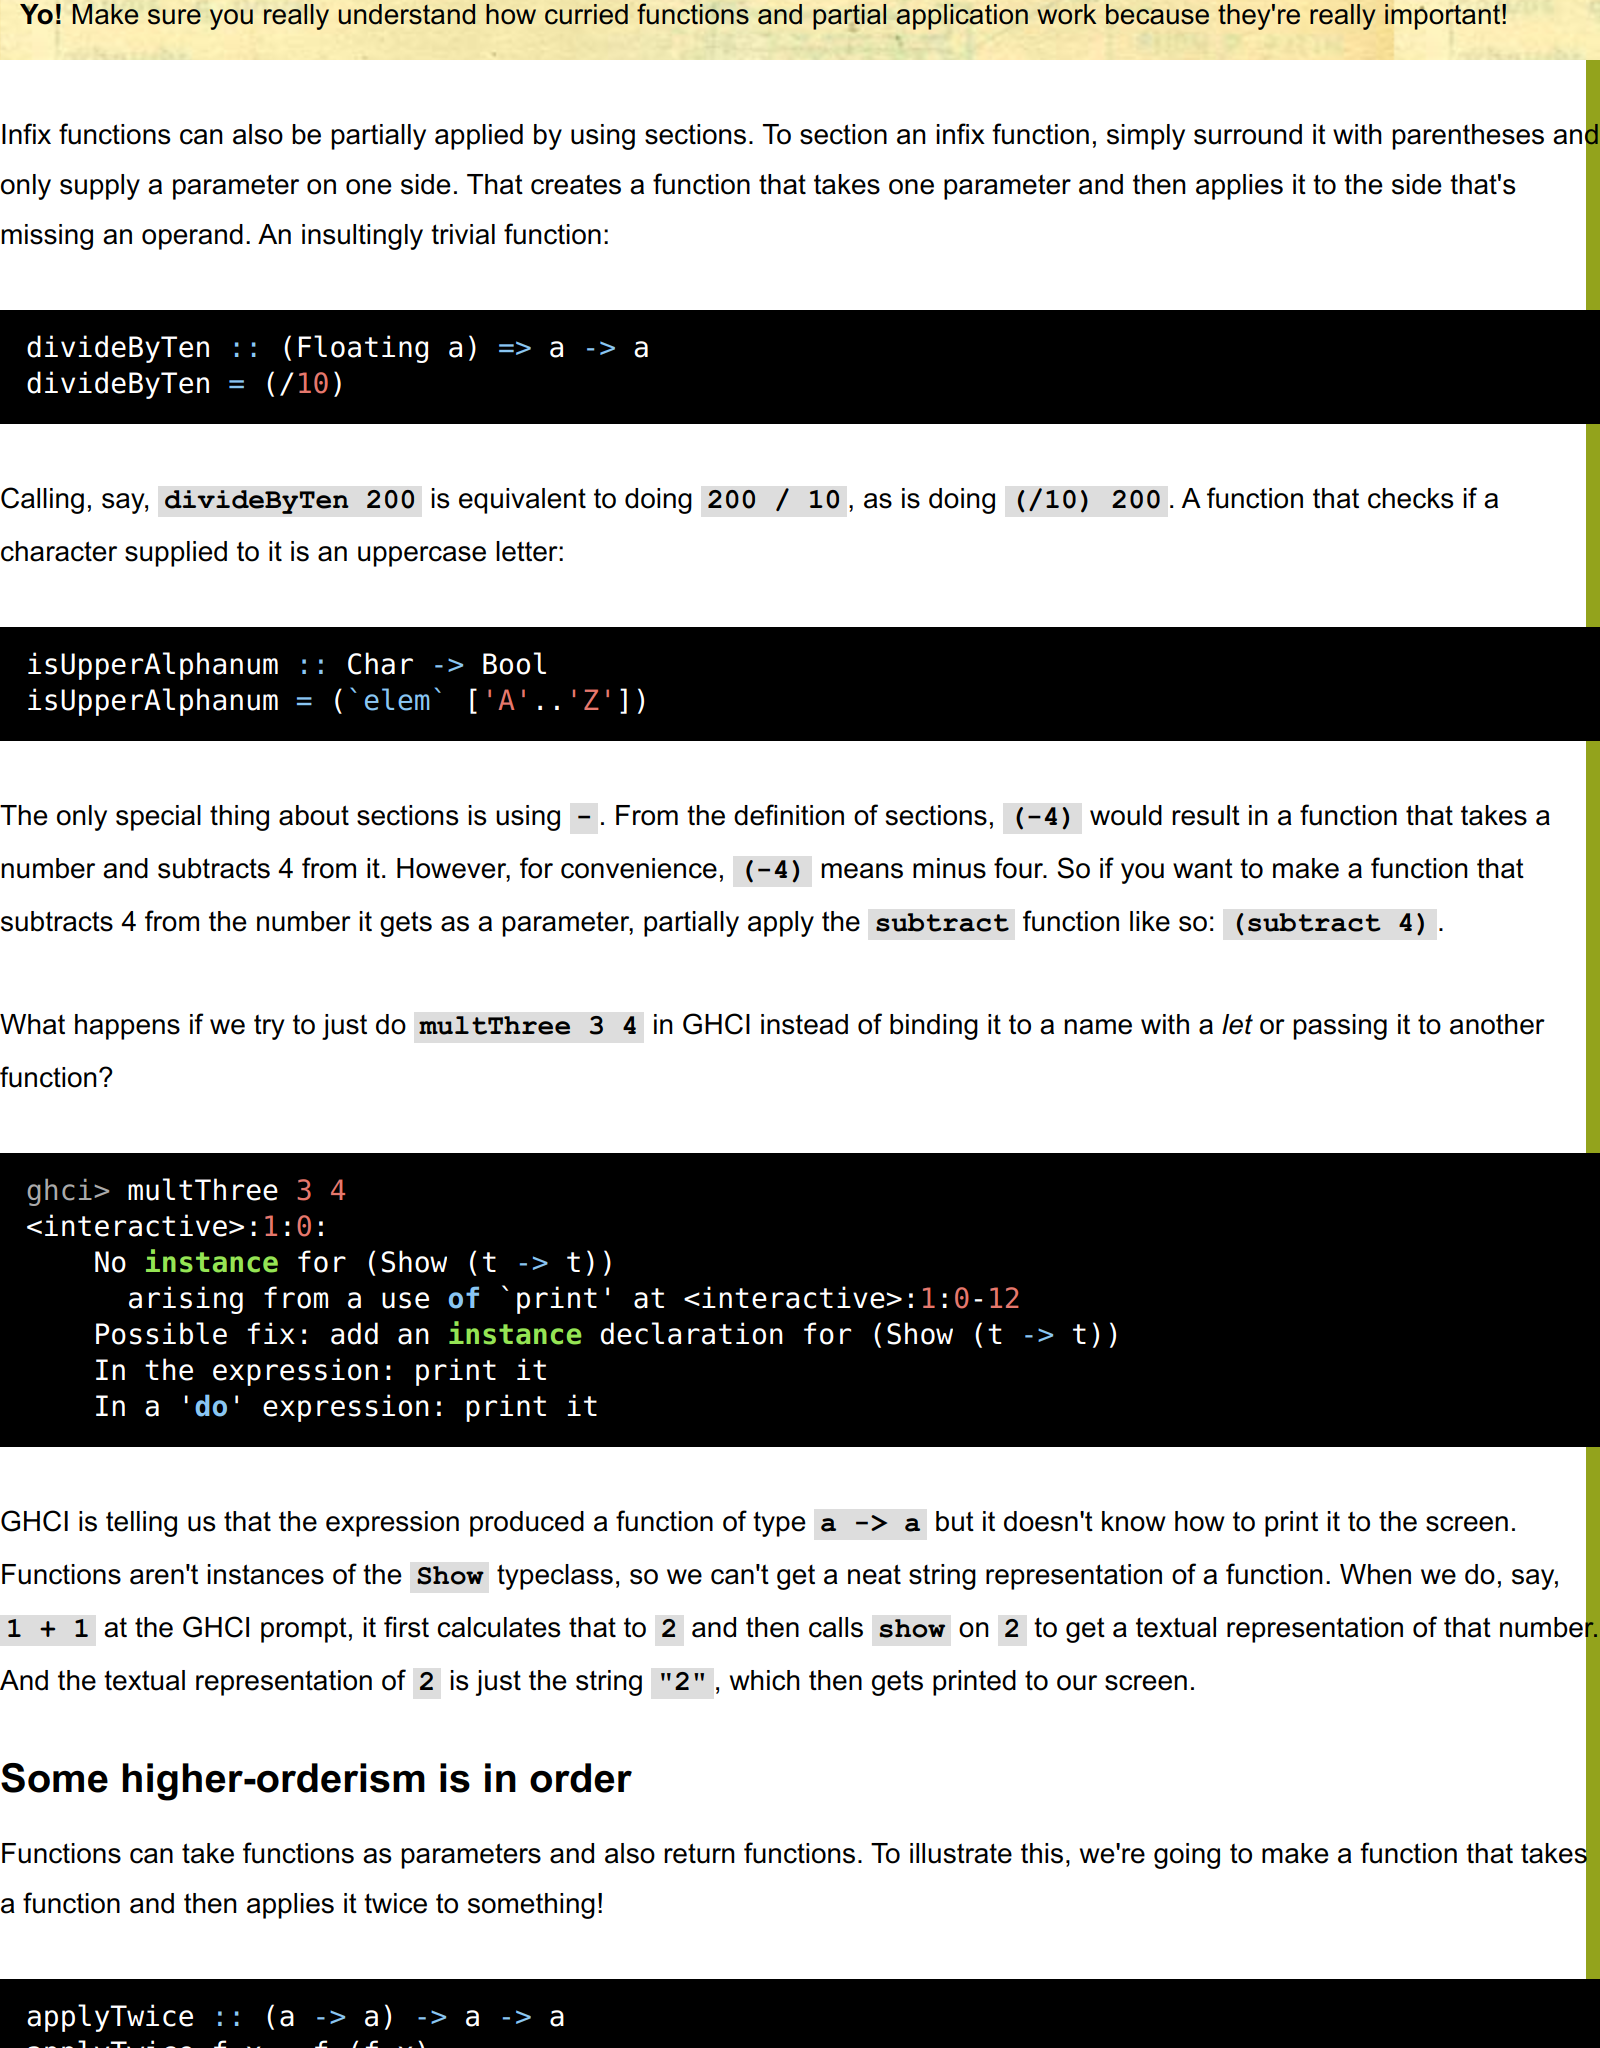 Yo! Make sure you really understand how curried functions and partial application work because they're really important!
Infix functions can also be partially applied by using sections. To section an infix function, simply surround it with parentheses and
only supply a parameter on one side. That creates a function that takes one parameter and then applies it to the side that's
missing an operand. An insultingly trivial function:
divideByTen :: (Floating a) => a -> a
divideByTen = (/10)
Calling, say, divideByTen 200 is equivalent to doing 200 / 10, as is doing (/10) 200. A function that checks if a
character supplied to it is an uppercase letter:
isUpperAlphanum :: Char -> Bool
isUpperAlphanum = (`elem` ['A'..'Z'])
The only special thing about sections is using -. From the definition of sections, (-4) would result in a function that takes a
number and subtracts 4 from it. However, for convenience, (-4) means minus four. So if you want to make a function that
subtracts 4 from the number it gets as a parameter, partially apply the subtract function like so: (subtract 4).
What happens if we try to just do multThree 3 4 in GHCI instead of binding it to a name with a let or passing it to another
function?
ghci> multThree 3 4
<interactive>:1:0:
    No instance for (Show (t -> t))
      arising from a use of `print' at <interactive>:1:0-12
    Possible fix: add an instance declaration for (Show (t -> t))
    In the expression: print it
    In a 'do' expression: print it
GHCI is telling us that the expression produced a function of type a -> a but it doesn't know how to print it to the screen.
Functions aren't instances of the Show typeclass, so we can't get a neat string representation of a function. When we do, say,
1 + 1 at the GHCI prompt, it first calculates that to 2 and then calls show on 2 to get a textual representation of that number.
And the textual representation of 2 is just the string "2", which then gets printed to our screen.
Some higher-orderism is in order
Functions can take functions as parameters and also return functions. To illustrate this, we're going to make a function that takes
a function and then applies it twice to something!
applyTwice :: (a -> a) -> a -> a
applyTwice f x = f (f x)